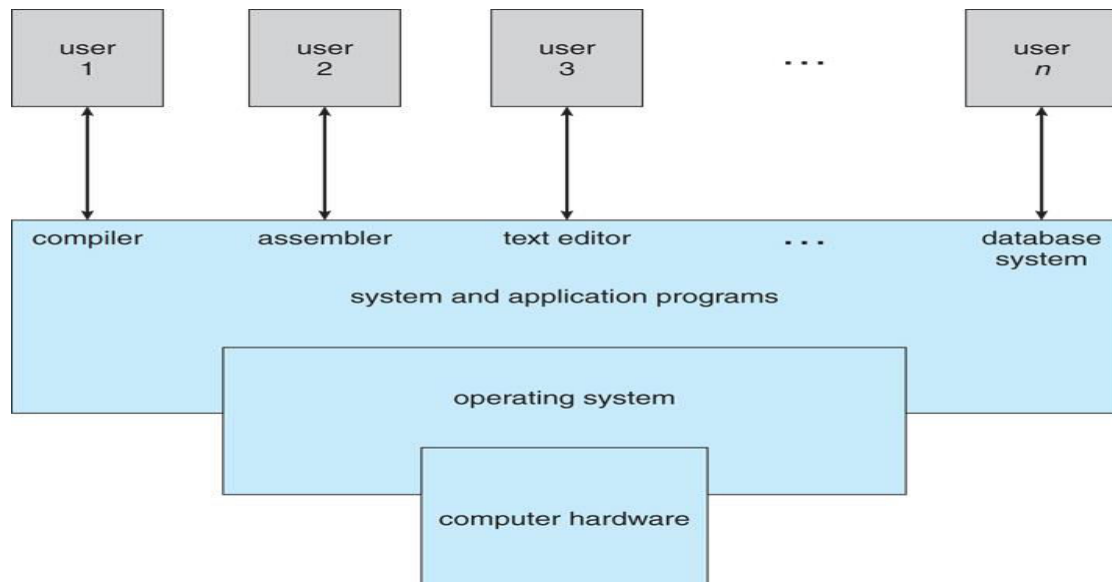 user
1
user
2
user
3
...
user
n
compiler
assembler
text editor
...
database
system
system and application programs
operating system
computer hardware